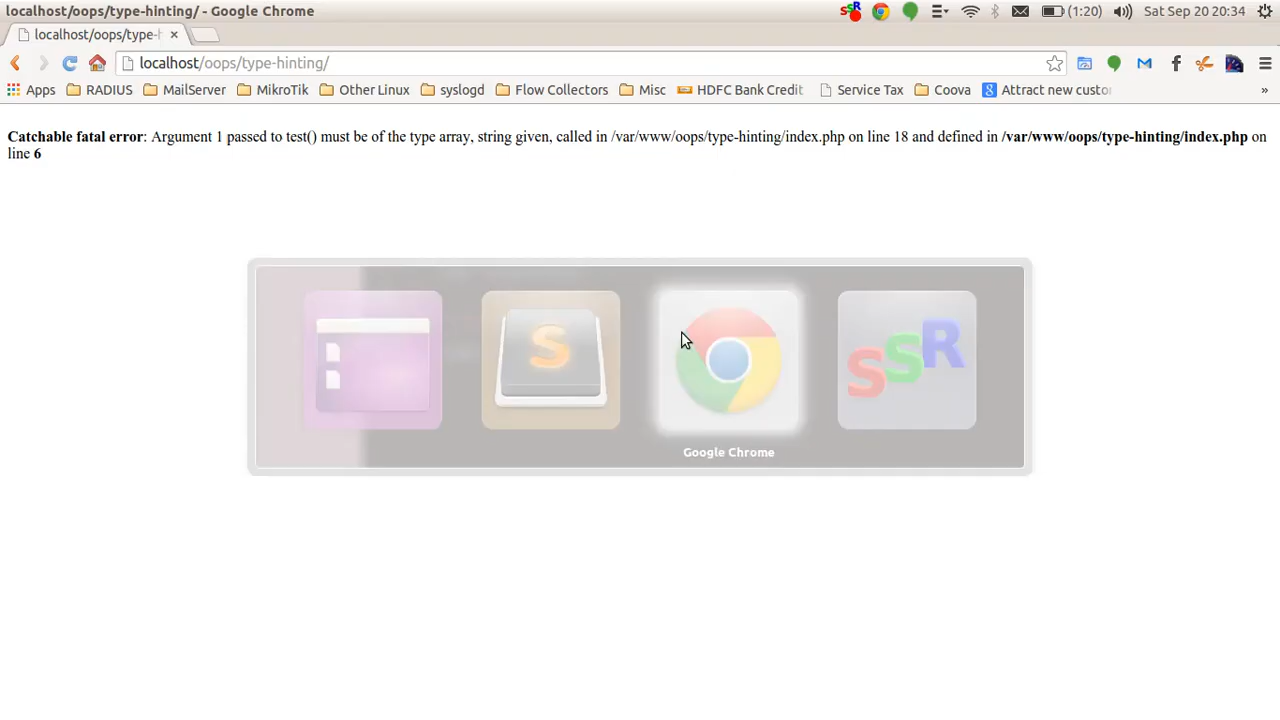 localhost/oops/type-hinting/ - Google Chrome
SSR
(1:20)
Sat Sep 20 20:34
localhost/oops/type-h
localhost/oops/type-hinting/
Apps
RADIUS
MailServer
MikroTik
Other Linux
syslogd
Flow Collectors
Misc
HDFC Bank Credit
Service Tax
Coova
Attract new custo
»
Catchable fatal error: Argument 1 passed to test() must be of the type array, string given, called in /var/www/oops/type-hinting/index.php on line 18 and defined in /var/www/oops/type-hinting/index.php on
line 6
S
SSR
Google Chrome